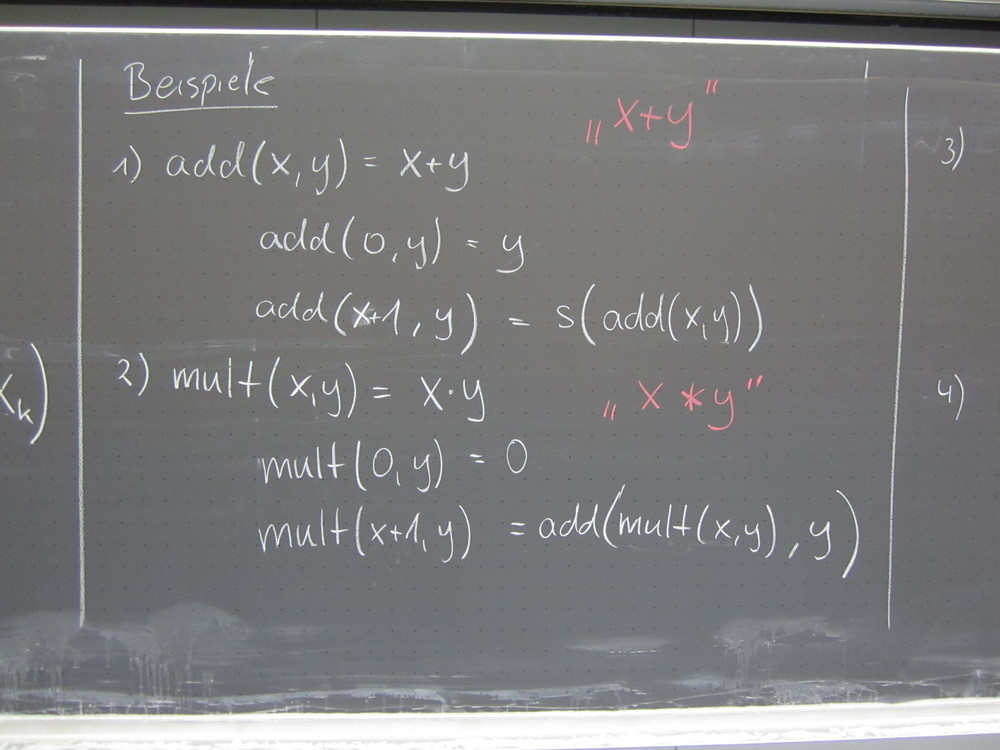 Beispiele
„x+y"
1) add(x,y) = x+y
add(0,y) = y
add(x+1,y) = s(add(x,y))
2) mult(x,y) = x·y „x*y"
mult(0,y) = 0
mult(x+1,y) = add(mult(x,y),y)
x_k)
3)
4)